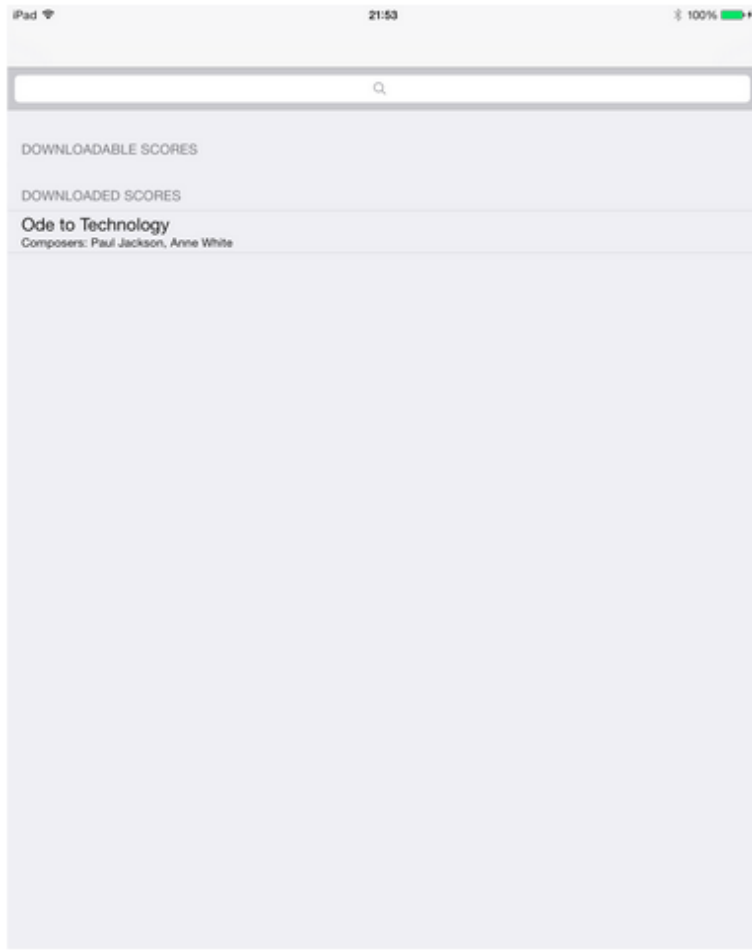 iPad 21:53 100%
DOWNLOADABLE SCORES
DOWNLOADED SCORES
Ode to Technology
Composers: Paul Jackson, Anne White